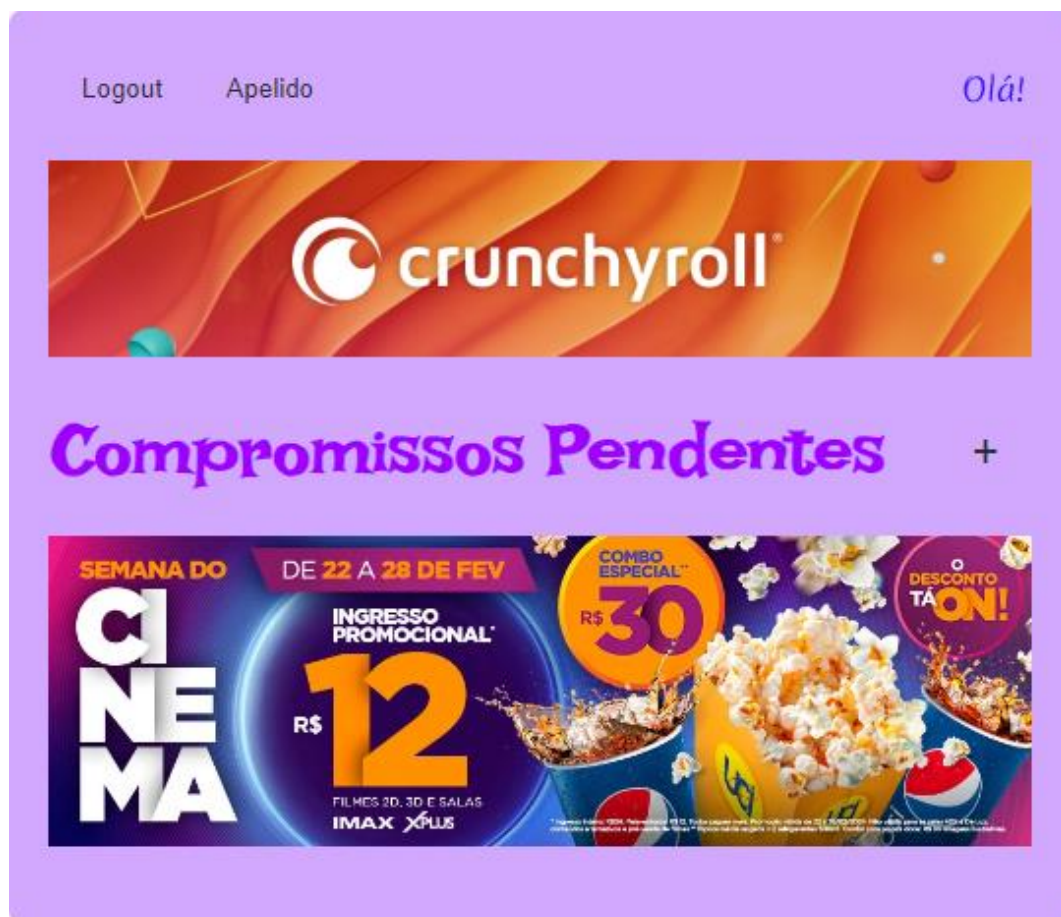 Logout Apelido Olá!
crunchyroll®
Compromissos Pendentes +
SEMANA DO
CI
NE
MA
DE 22 A 28 DE FEV
INGRESSO
PROMOCIONAL*
R$ 12
FILMES 2D, 3D E SALAS
IMAX XPLUS
COMBO
ESPECIAL**
R$ 30
O
DESCONTO
TÁ ON!
UCI